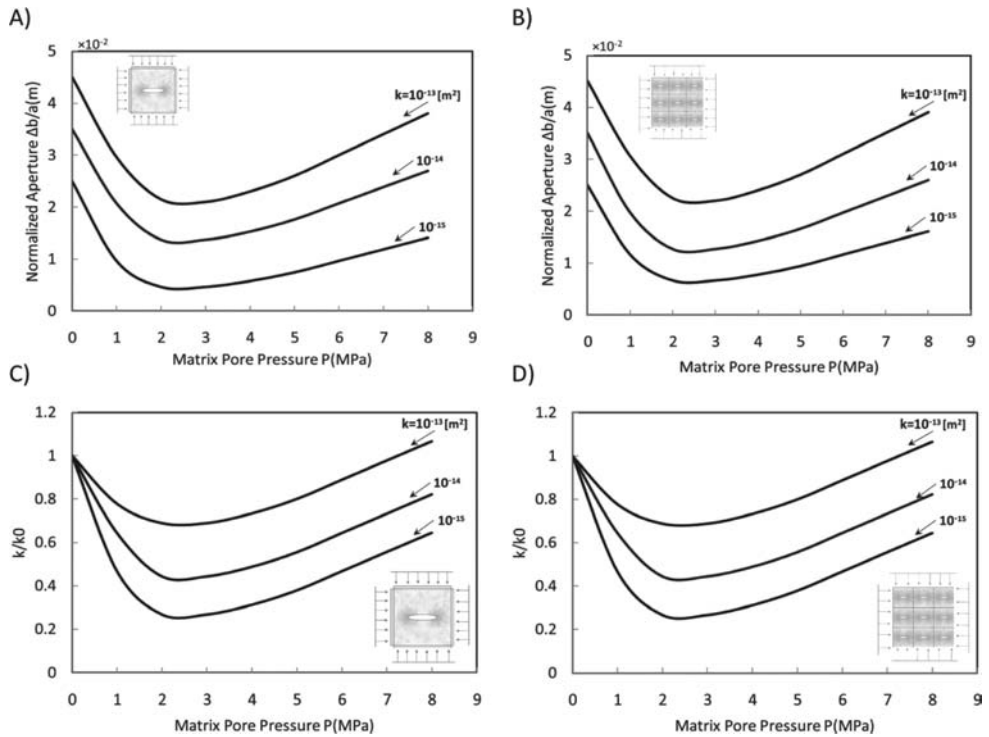 A)
×10⁻²
5
4
3
2
1
0
Normalized Aperture Δb/a(m)
k=10⁻¹³ [m²]
10⁻¹⁴
10⁻¹⁵
0 1 2 3 4 5 6 7 8 9
Matrix Pore Pressure P(MPa)
B)
×10⁻²
5
4
3
2
1
0
Normalized Aperture Δb/a(m)
k=10⁻¹³ [m²]
10⁻¹⁴
10⁻¹⁵
0 1 2 3 4 5 6 7 8 9
Matrix Pore Pressure P(MPa)
C)
1.2
1
0.8
0.6
0.4
0.2
0
k/k0
k=10⁻¹³ [m²]
10⁻¹⁴
10⁻¹⁵
0 1 2 3 4 5 6 7 8 9
Matrix Pore Pressure P(MPa)
D)
1.2
1
0.8
0.6
0.4
0.2
0
k/k0
k=10⁻¹³ [m²]
10⁻¹⁴
10⁻¹⁵
0 1 2 3 4 5 6 7 8 9
Matrix Pore Pressure P(MPa)